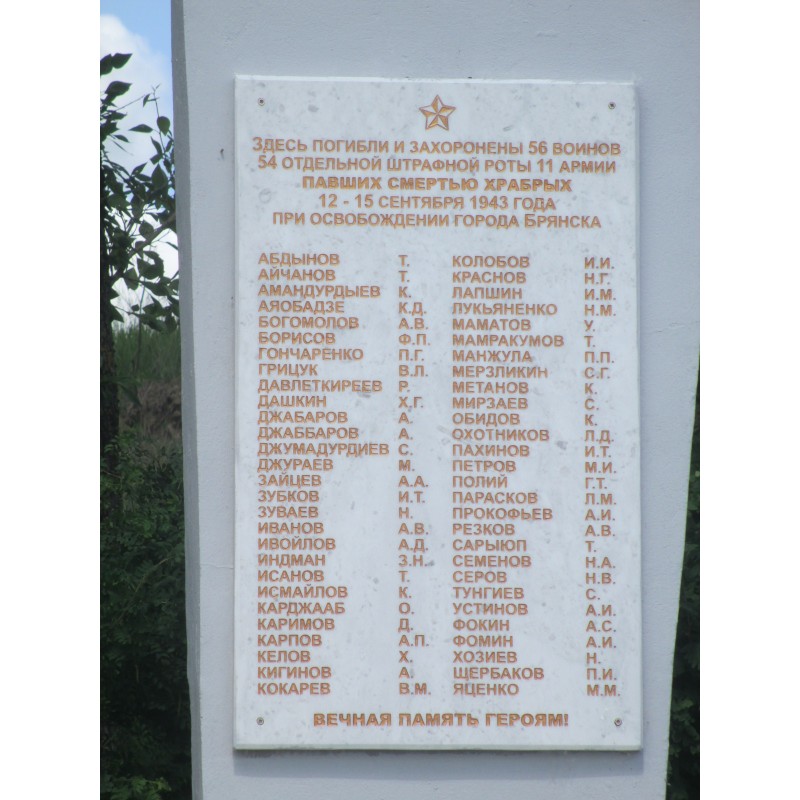 ЗДЕСЬ ПОГИБЛИ И ЗАХОРОНЕНЫ 56 ВОИНОВ
54 ОТДЕЛЬНОЙ ШТРАФНОЙ РОТЫ 11 АРМИИ
ПАВШИХ СМЕРТЬЮ ХРАБРЫХ
12 - 15 СЕНТЯБРЯ 1943 ГОДА
ПРИ ОСВОБОЖДЕНИИ ГОРОДА БРЯНСКА
АБДЫНОВ Т.
АЙЧАНОВ Т.
АМАНДУРДЫЕВ К.
АЯОБАДЗЕ К.Д.
БОГОМОЛОВ А.В.
БОРИСОВ Ф.П.
ГОНЧАРЕНКО П.Г.
ГРИЦУК В.Л.
ДАВЛЕТКИРЕЕВ Р.
ДАШКИН Х.Г.
ДЖАБАРОВ А.
ДЖАББАРОВ А.
ДЖУМАДУРДИЕВ С.
ДЖУРАЕВ М.
ЗАЙЦЕВ А.А.
ЗУБКОВ И.Т.
ЗУВАЕВ Н.
ИВАНОВ А.В.
ИВОЙЛОВ А.Д.
ИНДМАН З.Н.
ИСАНОВ Т.
ИСМАЙЛОВ К.
КАРДЖААБ О.
КАРИМОВ Д.
КАРПОВ А.П.
КЕЛОВ Х.
КИГИНОВ А.
КОКАРЕВ В.М.
КОЛОБОВ И.И.
КРАСНОВ Н.Г.
ЛАПШИН И.М.
ЛУКЬЯНЕНКО Н.М.
МАМАТОВ У.
МАМРАКУМОВ Т.
МАНЖУЛА П.П.
МЕРЗЛИКИН С.Г.
МЕТАНОВ К.
МИРЗАЕВ С.
ОБИДОВ К.
ОХОТНИКОВ Л.Д.
ПАХИНОВ И.Т.
ПЕТРОВ М.И.
ПОЛИЙ Г.Т.
ПАРАСКОВ Л.М.
ПРОКОФЬЕВ А.И.
РЕЗКОВ А.В.
САРЫЮП Т.
СЕМЕНОВ Н.А.
СЕРОВ Н.В.
ТУНГИЕВ С.
УСТИНОВ А.И.
ФОКИН А.С.
ФОМИН А.И.
ХОЗИЕВ Н.
ЩЕРБАКОВ П.И.
ЯЦЕНКО М.М.
ВЕЧНАЯ ПАМЯТЬ ГЕРОЯМ!